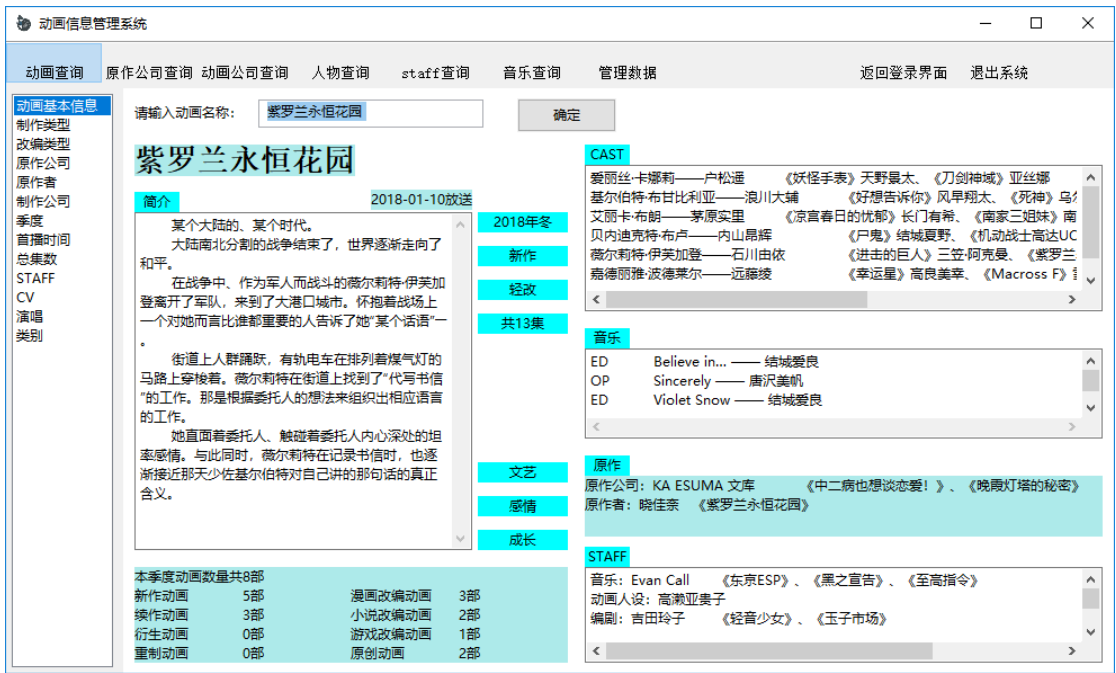 动画信息管理系统
动画查询 原作公司查询 动画公司查询 人物查询 staff查询 音乐查询 管理数据 返回登录界面 退出系统
动画基本信息
制作类型
改编类型
原作公司
原作者
制作公司
季度
首播时间
总集数
STAFF
CV
演唱
类别
请输入动画名称: 紫罗兰永恒花园 确定
紫罗兰永恒花园
简介 2018-01-10放送
某个大陆的、某个时代。
大陆南北分割的战争结束了，世界逐渐走向了
和平。
在战争中、作为军人而战斗的薇尔莉特·伊芙加
登离开了军队，来到了大港口城市。怀抱着战场上
一个对她而言比谁都重要的人告诉了她“某个话语”一
。
街道上人群踊跃，有轨电车在排列着煤气灯的
马路上穿梭着。薇尔莉特在街道上找到了“代写书信
”的工作。那是根据委托人的想法来组织出相应语言
的工作。
她直面着委托人、触碰着委托人内心深处的坦
率感情。与此同时，薇尔莉特在记录书信时，也逐
渐接近那天少佐基尔伯特对自己讲的那句话的真正
含义。
2018年冬
新作
轻改
共13集
文艺
感情
成长
本季度动画数量共8部
新作动画 5部 漫画改编动画 3部
续作动画 3部 小说改编动画 2部
衍生动画 0部 游戏改编动画 1部
重制动画 0部 原创动画 2部
CAST
爱丽丝·卡娜莉——户松遥 《妖怪手表》天野景太、《刀剑神域》亚丝娜
基尔伯特·布甘比利亚——浪川大辅 《好想告诉你》风早翔太、《死神》
艾丽卡·布朗——茅原实里 《凉宫春日的忧郁》长门有希、《南家三姐妹》南
贝内迪克特·布卢——内山昂辉 《尸鬼》结城夏野、《机动战士高达UC
薇尔莉特·伊芙加登——石川由依 《进击的巨人》三笠·阿克曼、《紫罗兰
嘉德丽雅·波德莱尔——远藤绫 《幸运星》高良美幸、《Macross F》
音乐
ED Believe in... —— 结城爱良
OP Sincerely —— 唐沢美帆
ED Violet Snow —— 结城爱良
原作
原作公司: KA ESUMA 文库 《中二病也想谈恋爱！》、《晚霞灯塔的秘密》
原作者: 晓佳奈 《紫罗兰永恒花园》
STAFF
音乐: Evan Call 《东京ESP》、《黑之宣告》、《至高指令》
动画人设: 高濑亚贵子
编剧: 吉田玲子 《轻音少女》、《玉子市场》